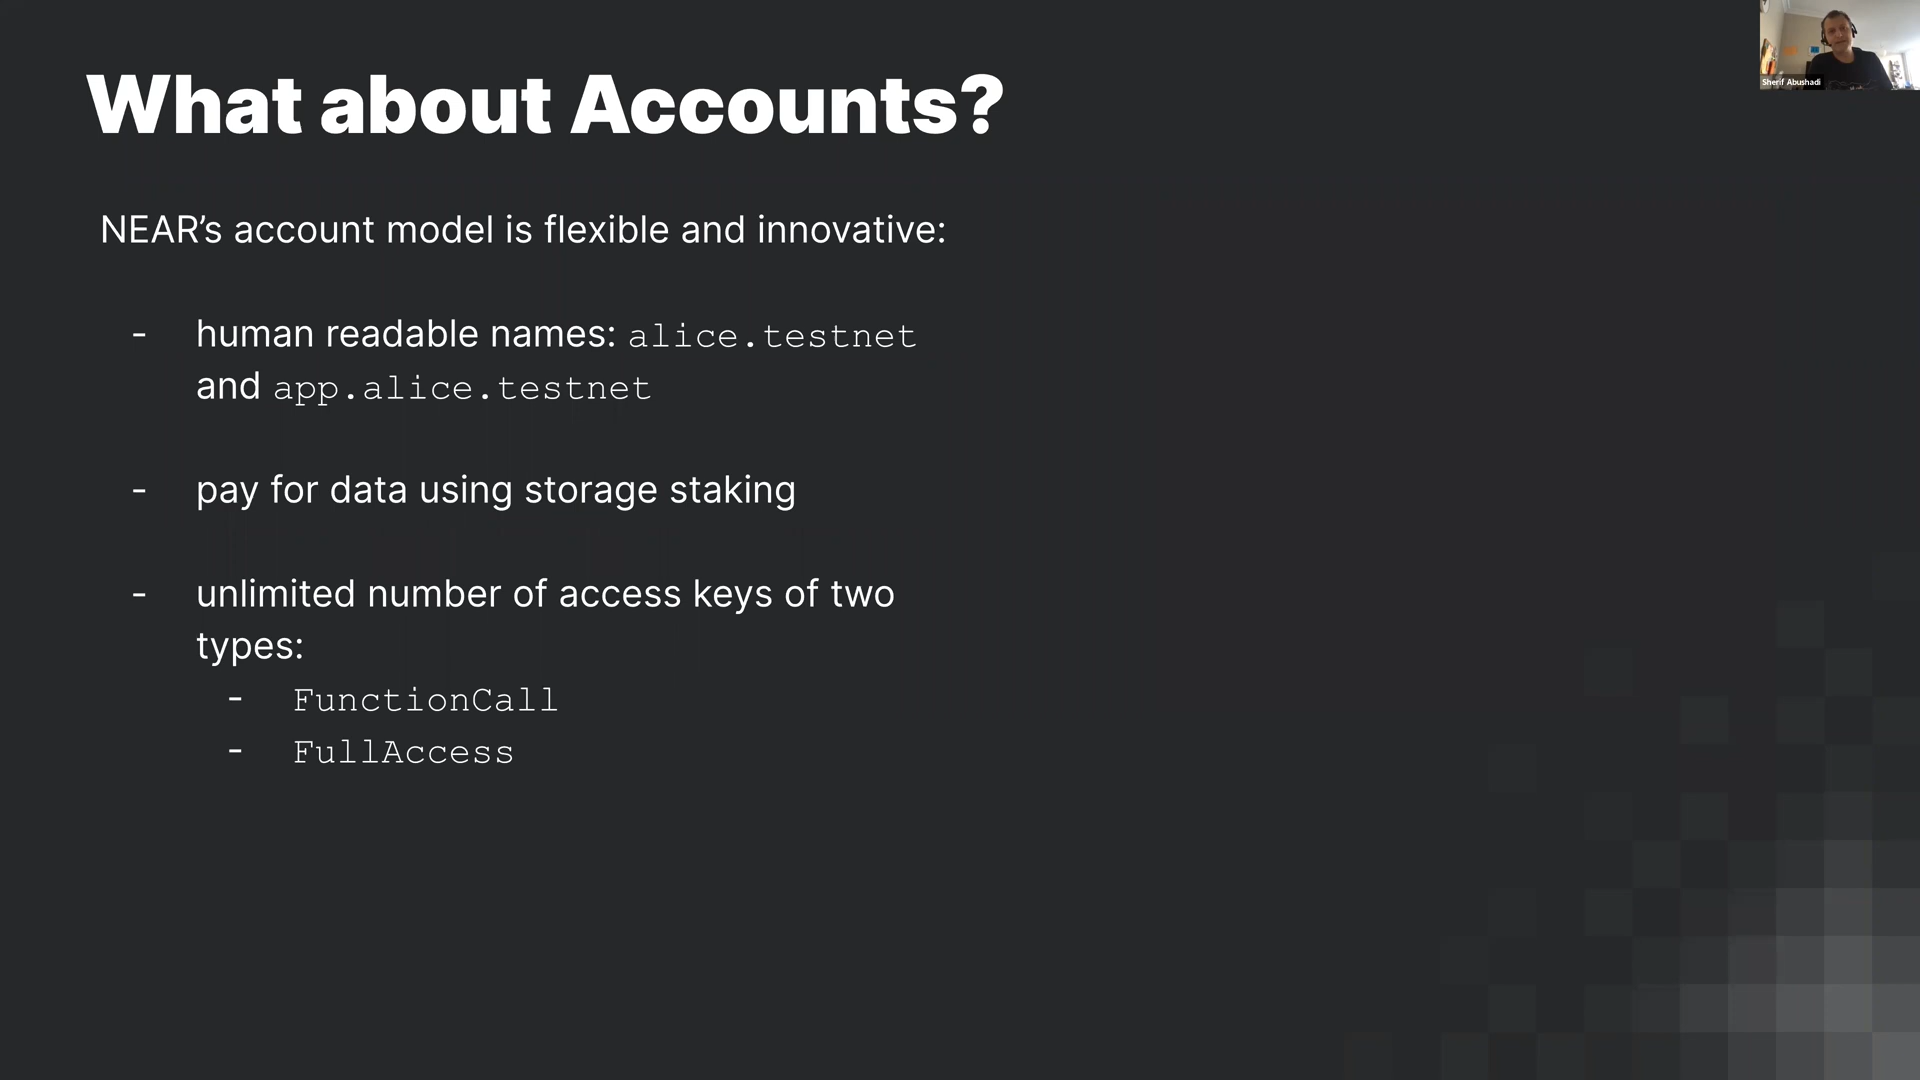 What about Accounts?
Sherif Abushadi
NEAR’s account model is flexible and innovative:
- human readable names: alice.testnet
and app.alice.testnet
- pay for data using storage staking
- unlimited number of access keys of two
types:
- FunctionCall
- FullAccess